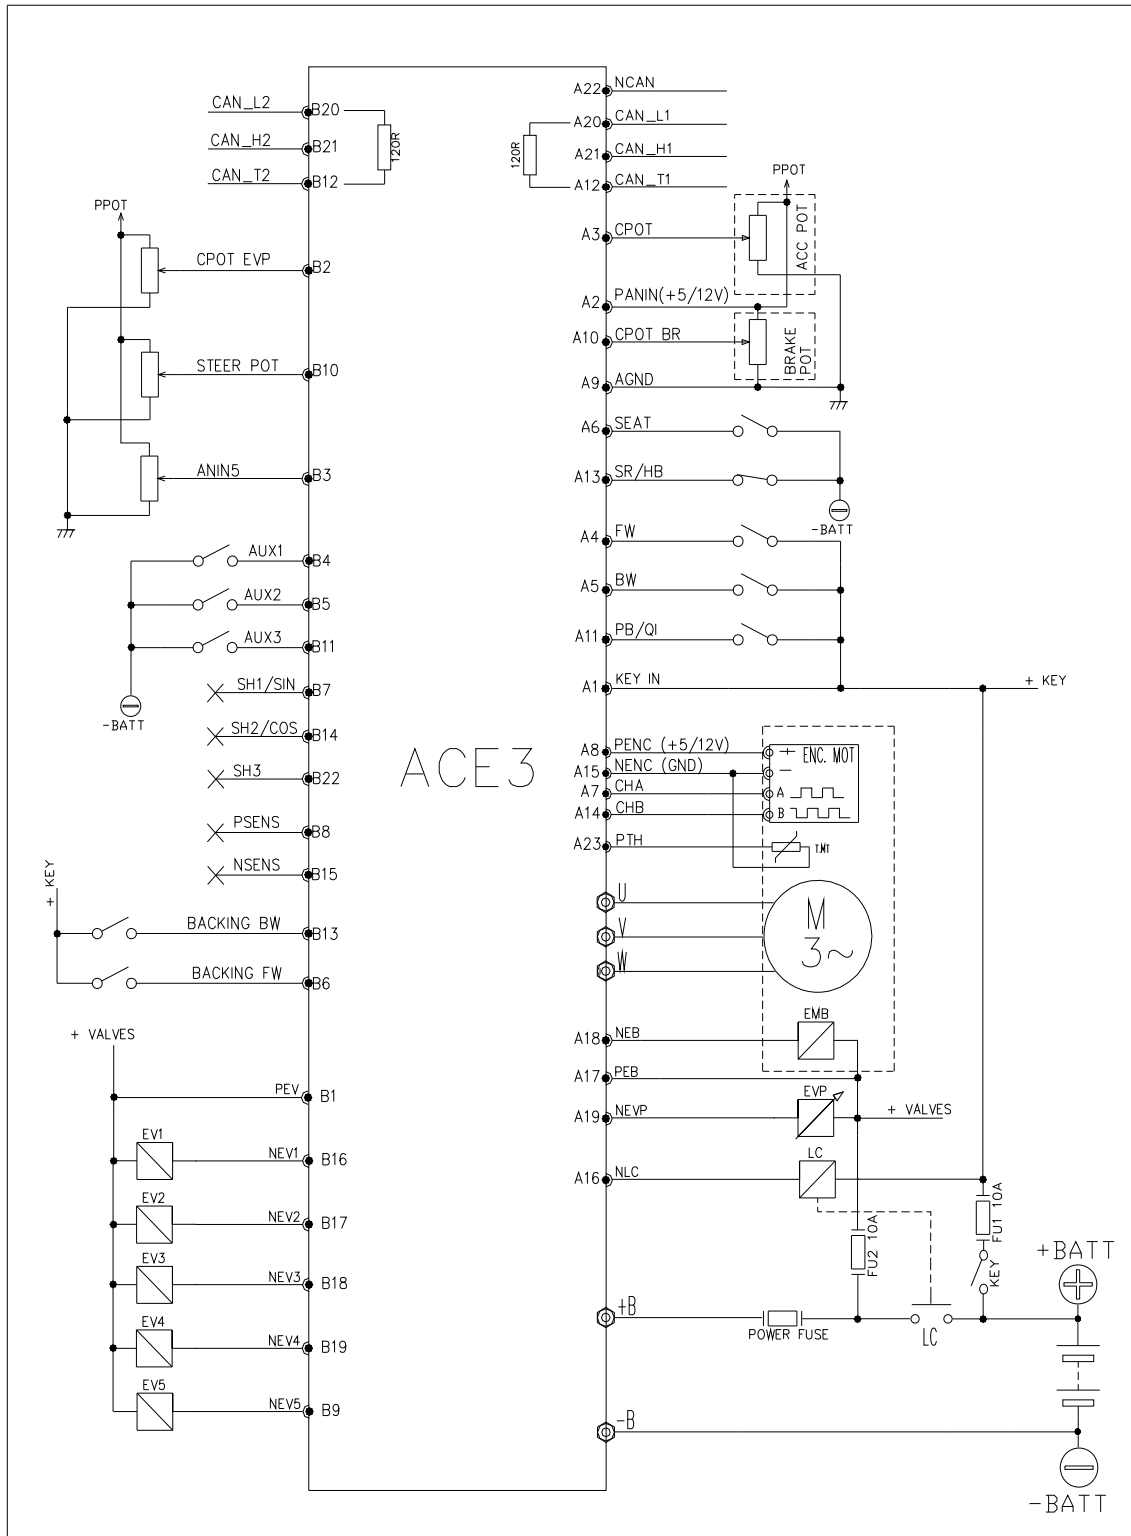 CAN_L2
B20
CAN_H2
B21
CAN_T2
B12
120R
PPOT
CPOT EVP
B2
STEER POT
B10
ANIN5
B3
AUX1
B4
AUX2
B5
AUX3
B11
-BATT
SH1/SIN
B7
SH2/COS
B14
SH3
B22
PSENS
B8
NSENS
B15
+ KEY
BACKING BW
B13
BACKING FW
B6
+ VALVES
PEV
B1
EV1
NEV1
B16
EV2
NEV2
B17
EV3
NEV3
B18
EV4
NEV4
B19
EV5
NEV5
B9
ACE3
A22
NCAN
A20
CAN_L1
120R
A21
CAN_H1
A12
CAN_T1
PPOT
A3
CPOT
ACC POT
A2
PANIN(+5/12V)
A10
CPOT BR
BRAKE
POT
A9
AGND
A6
SEAT
A13
SR/HB
-BATT
A4
FW
A5
BW
A11
PB/QI
A1
KEY IN
+ KEY
A8
PENC (+5/12V)
+
ENC. MOT
A15
NENC (GND)
-
A7
CHA
A
A14
CHB
B
A23
PTH
T.MT
U
V
W
M
3~
EMB
A18
NEB
A17
PEB
EVP
A19
NEVP
+ VALVES
LC
A16
NLC
FU1 10A
FU2 10A
KEY
+BATT
+B
POWER FUSE
LC
-B
-BATT